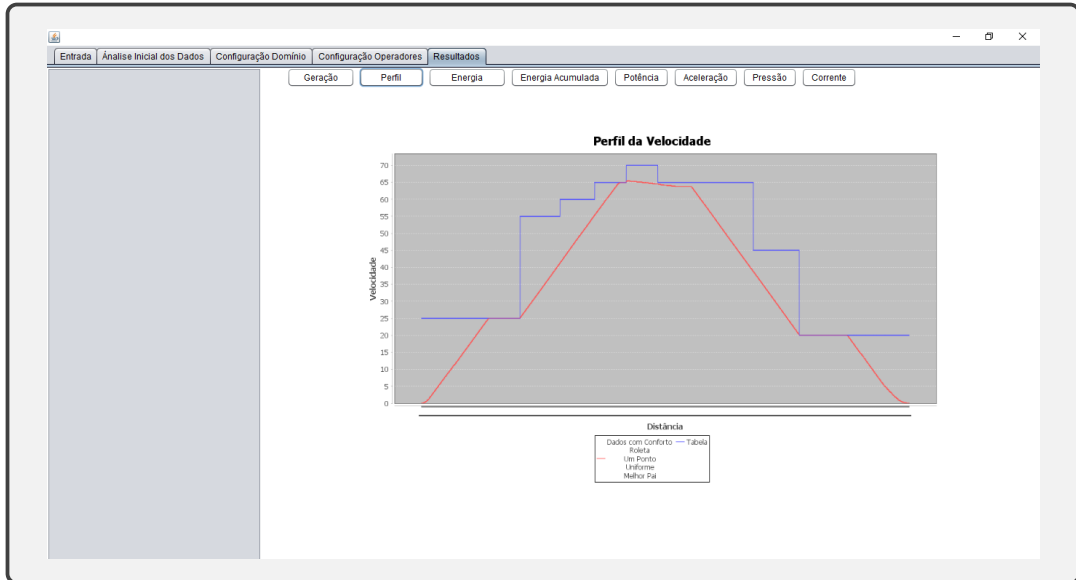 Entrada Ánalise Inicial dos Dados Configuração Domínio Configuração Operadores Resultados
Geração Perfil Energia Energia Acumulada Potência Aceleração Pressão Corrente
Perfil da Velocidade
70
65
60
55
50
45
40
35
30
25
20
15
10
5
0
Velocidade
Distância
Dados com Conforto Tabela
Roleta
Um Ponto
Uniforme
Melhor Pai